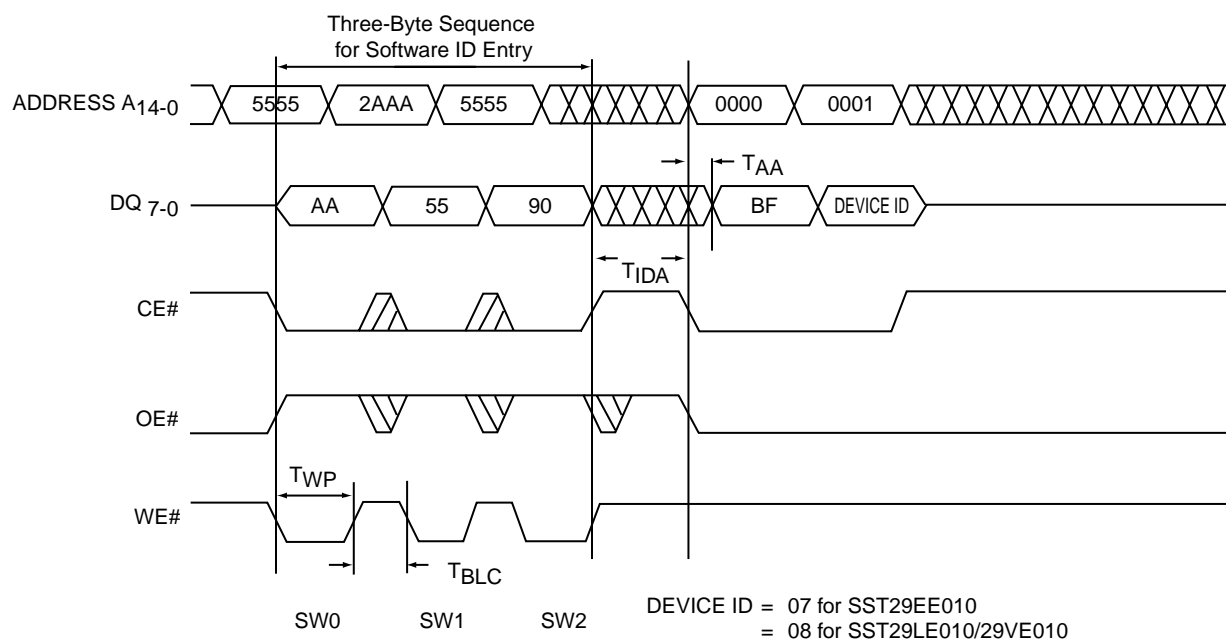 Three-Byte Sequence
for Software ID Entry
ADDRESS A14-0
5555
2AAA
5555
0000
0001
TAA
DQ 7-0
AA
55
90
BF
DEVICE ID
TIDA
CE#
OE#
TWP
WE#
TBLC
SW0
SW1
SW2
DEVICE ID = 07 for SST29EE010
= 08 for SST29LE010/29VE010